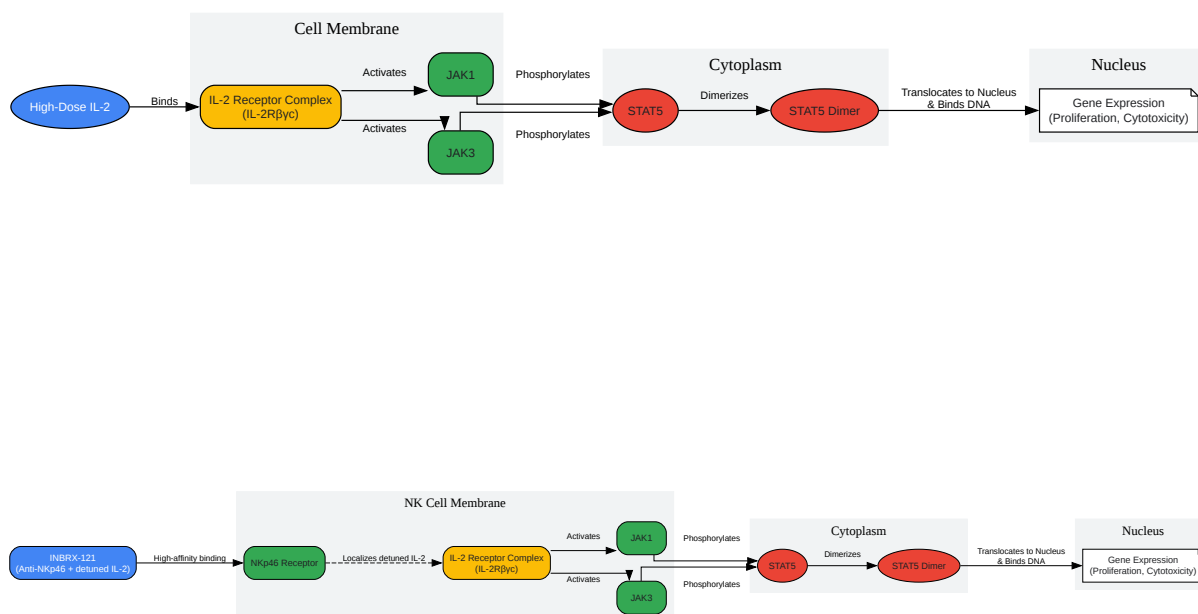 Cell Membrane
Cytoplasm
Nucleus
High-Dose IL-2
Binds
IL-2 Receptor Complex
(IL-2Rβγc)
Activates
Activates
JAK1
JAK3
Phosphorylates
Phosphorylates
STAT5
Dimerizes
STAT5 Dimer
Translocates to Nucleus
& Binds DNA
Gene Expression
(Proliferation, Cytotoxicity)
NK Cell Membrane
Cytoplasm
Nucleus
INBRX-121
(Anti-NKp46 + detuned IL-2)
High-affinity binding
NKp46 Receptor
Localizes detuned IL-2
IL-2 Receptor Complex
(IL-2Rβγc)
Activates
Activates
JAK1
JAK3
Phosphorylates
Phosphorylates
STAT5
Dimerizes
STAT5 Dimer
Translocates to Nucleus
& Binds DNA
Gene Expression
(Proliferation, Cytotoxicity)